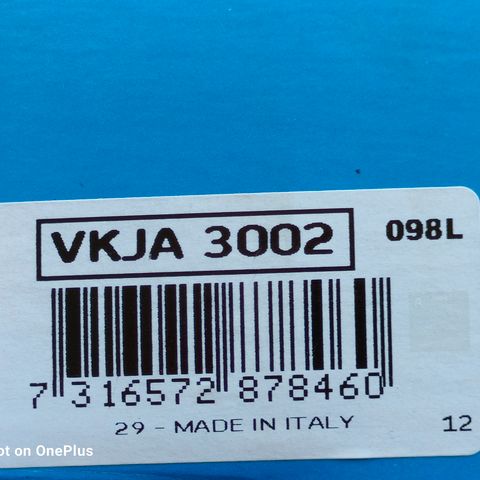 VKJA 3002
098L
7 316572 878460
29 - MADE IN ITALY
12
ot on OnePlus